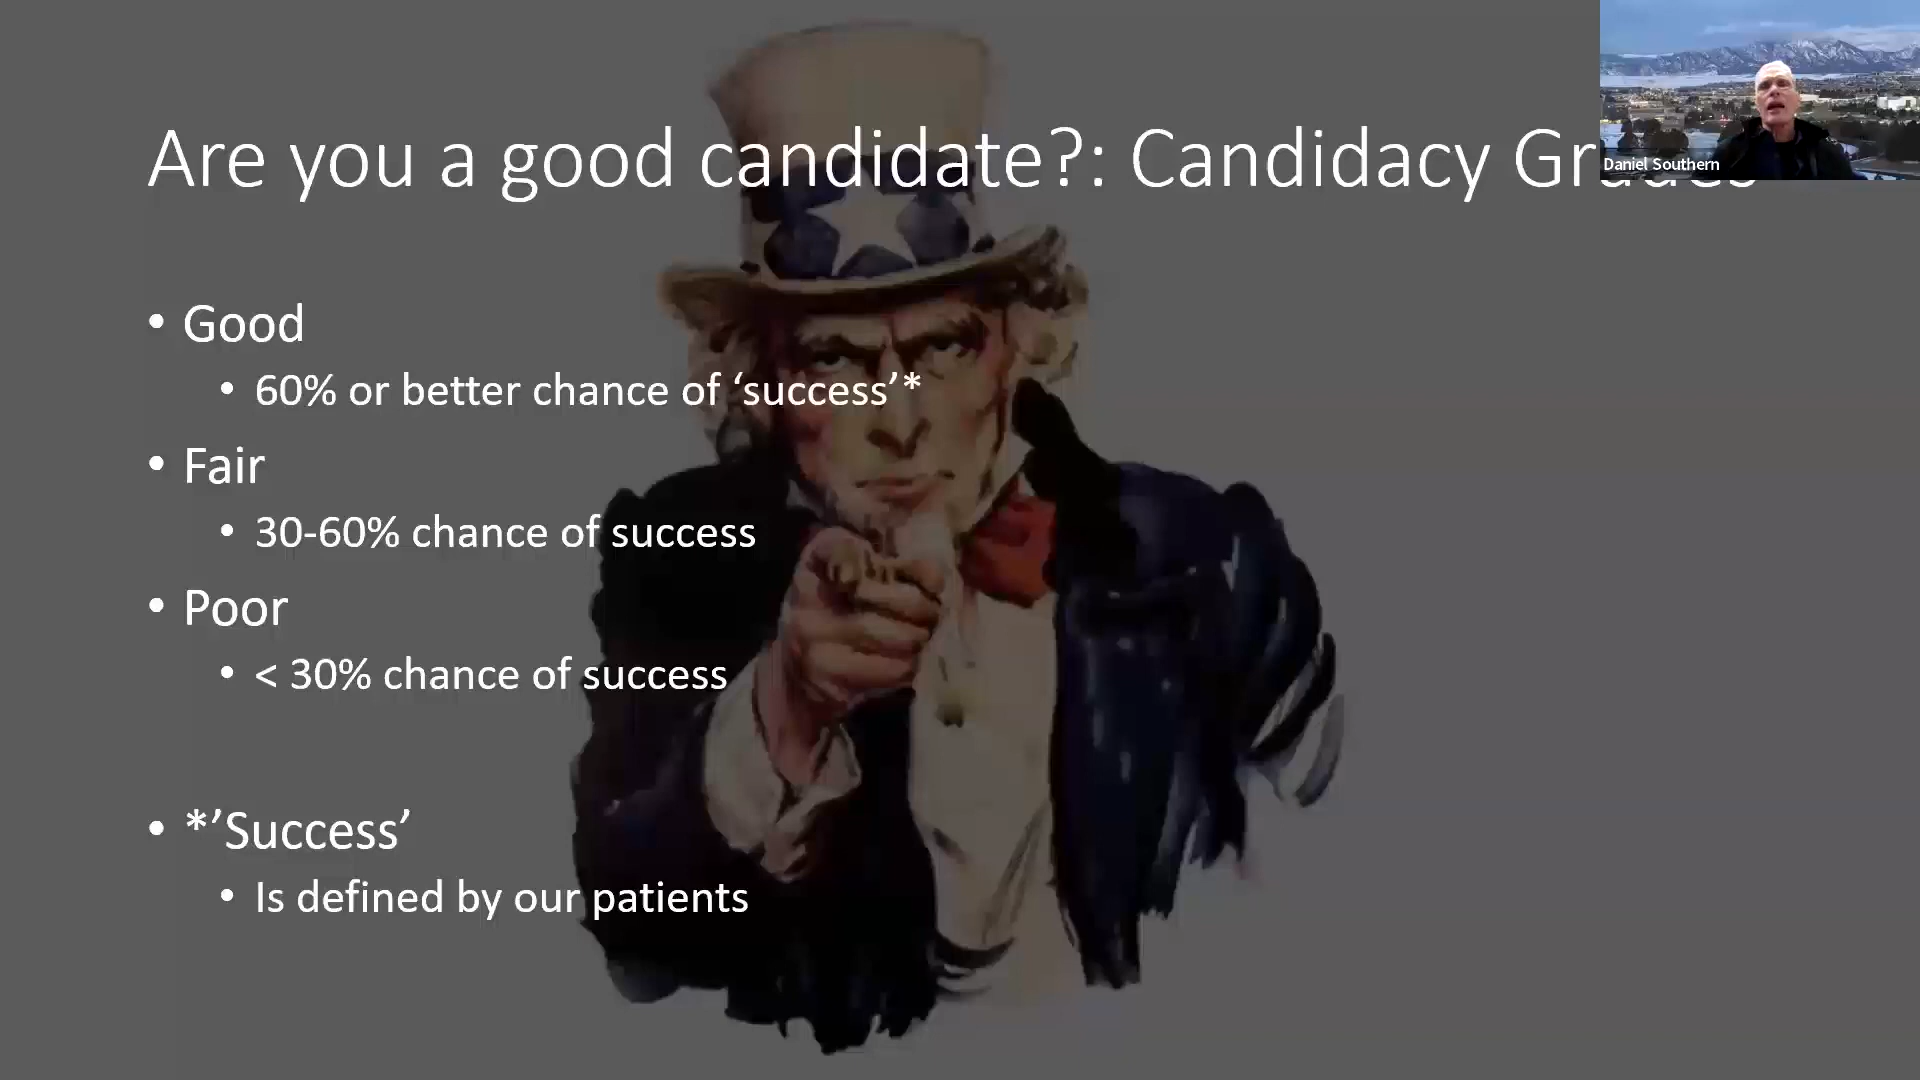 Are you a good candidate?: Candidacy
Daniel Southern
• Good
• 60% or better chance of ‘success’*
• Fair
• 30-60% chance of success
• Poor
• < 30% chance of success
• *’Success’
• Is defined by our patients